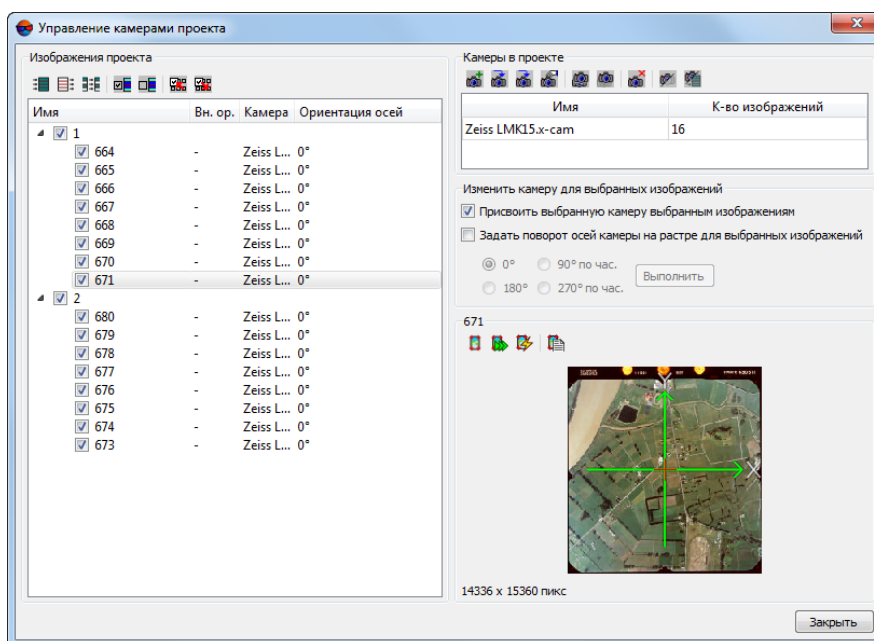 Управление камерами проекта
Изображения проекта
Имя Вн. ор. Камера Ориентация осей
1
664 - Zeiss L... 0°
665 - Zeiss L... 0°
666 - Zeiss L... 0°
667 - Zeiss L... 0°
668 - Zeiss L... 0°
669 - Zeiss L... 0°
670 - Zeiss L... 0°
671 - Zeiss L... 0°
2
680 - Zeiss L... 0°
679 - Zeiss L... 0°
678 - Zeiss L... 0°
677 - Zeiss L... 0°
676 - Zeiss L... 0°
675 - Zeiss L... 0°
674 - Zeiss L... 0°
673 - Zeiss L... 0°
Камеры в проекте
Имя К-во изображений
Zeiss LMK15.x-cam 16
Изменить камеру для выбранных изображений
Присвоить выбранную камеру выбранным изображениям
Задать поворот осей камеры на растре для выбранных изображений
0° 90° по час.
180° 270° по час.
Выполнить
671
Y
X
14336 x 15360 пикс
Закрыть